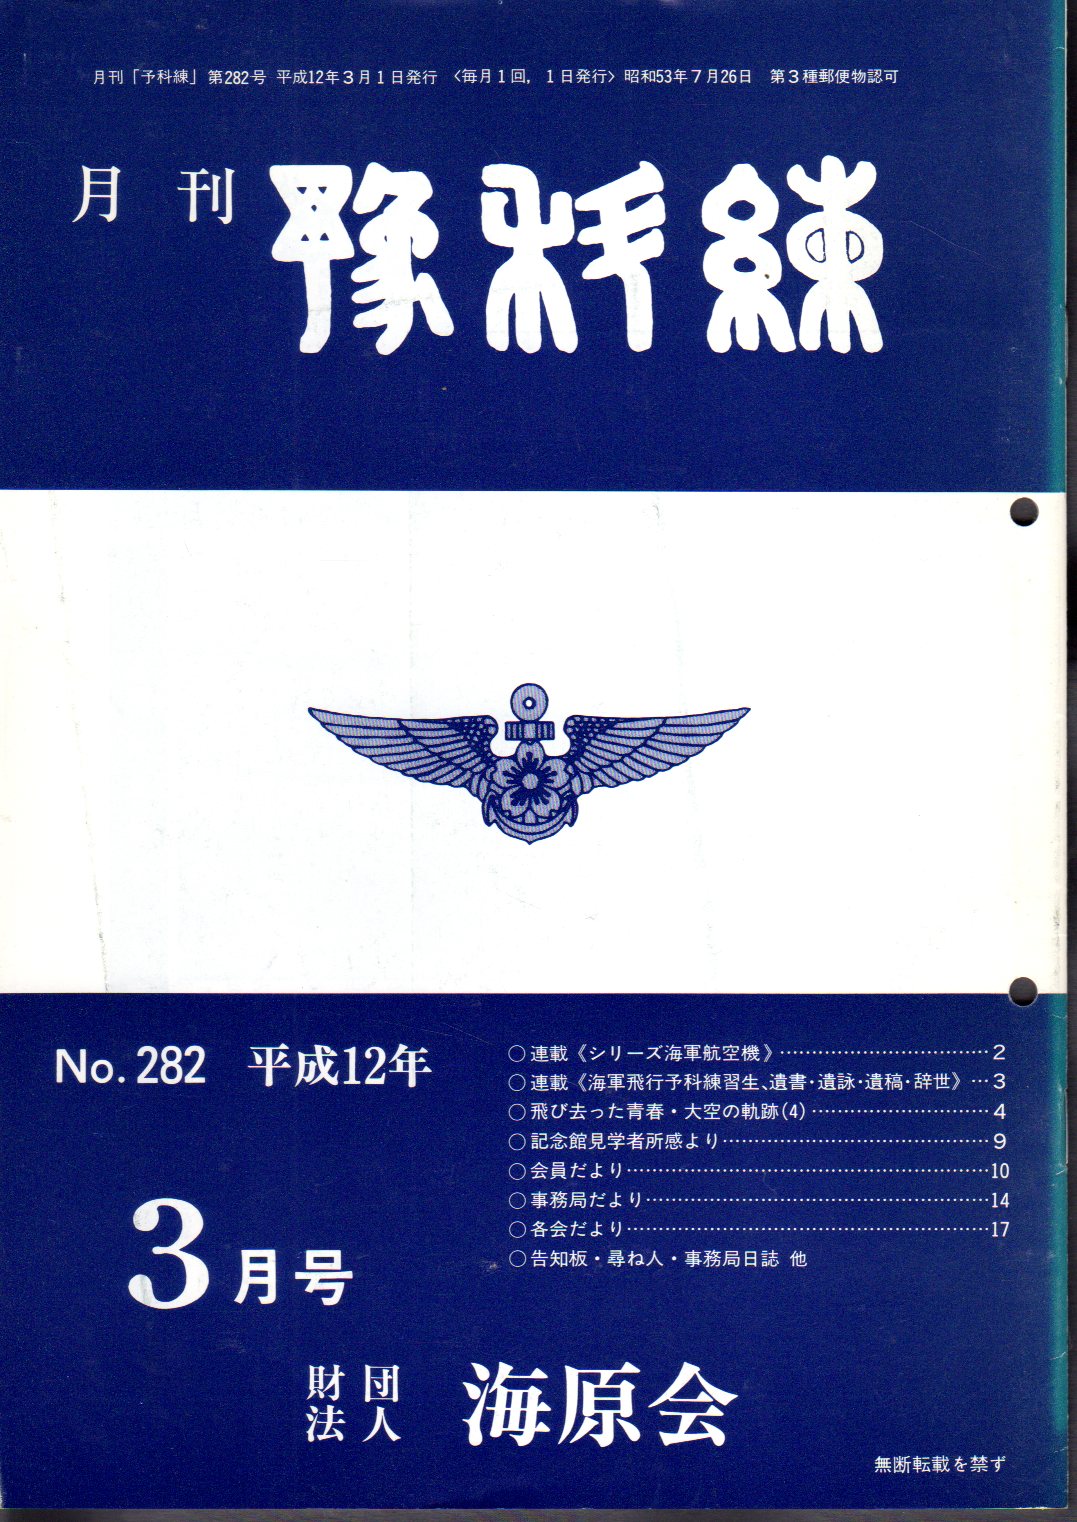 月刊「予科練」第282号 平成12年3月1日発行 〈毎月1回，1日発行〉昭和53年7月26日 第3種郵便物認可
月刊 豫科練
No. 282 平成12年
3月号
○連載《シリーズ海軍航空機》……………………………2
○連載《海軍飛行予科練習生、遺書・遺詠・遺稿・辞世》…3
○飛び去った青春・大空の軌跡(4)………………………4
○記念館見学者所感より……………………………………9
○会員だより…………………………………………………10
○事務局だより………………………………………………14
○各会だより…………………………………………………17
○告知板・尋ね人・事務局日誌 他
財団法人 海原会
無断転載を禁ず